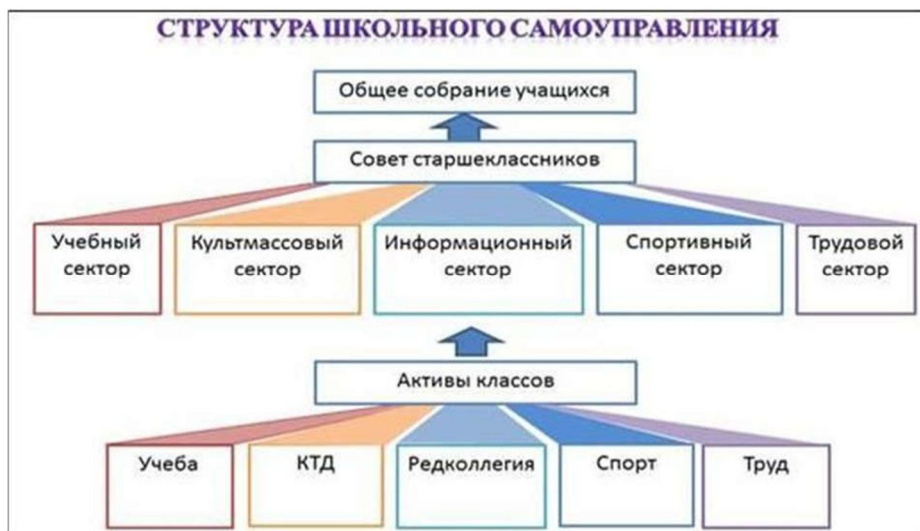 СТРУКТУРА ШКОЛЬНОГО САМОУПРАВЛЕНИЯ
Общее собрание учащихся
Совет старшеклассников
Учебный
сектор
Культмассовый
сектор
Информационный
сектор
Спортивный
сектор
Трудовой
сектор
Активы классов
Учеба
КТД
Редколлегия
Спорт
Труд